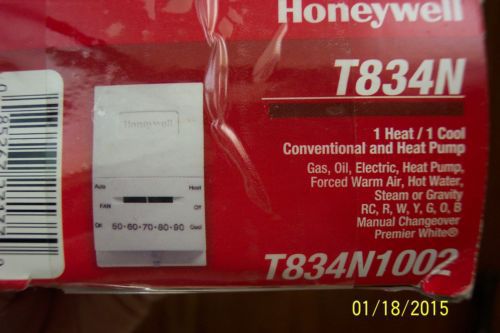 Honeywell
T834N
1 Heat / 1 Cool
Conventional and Heat Pump
Gas, Oil, Electric, Heat Pump,
Forced Warm Air, Hot Water,
Steam or Gravity
RC, R, W, Y, G, O, B
Manual Changeover
Premier White®
T834N1002
Honeywell
Auto Heat
FAN Off
On 50•60•70•80•90 Cool
01/18/2015